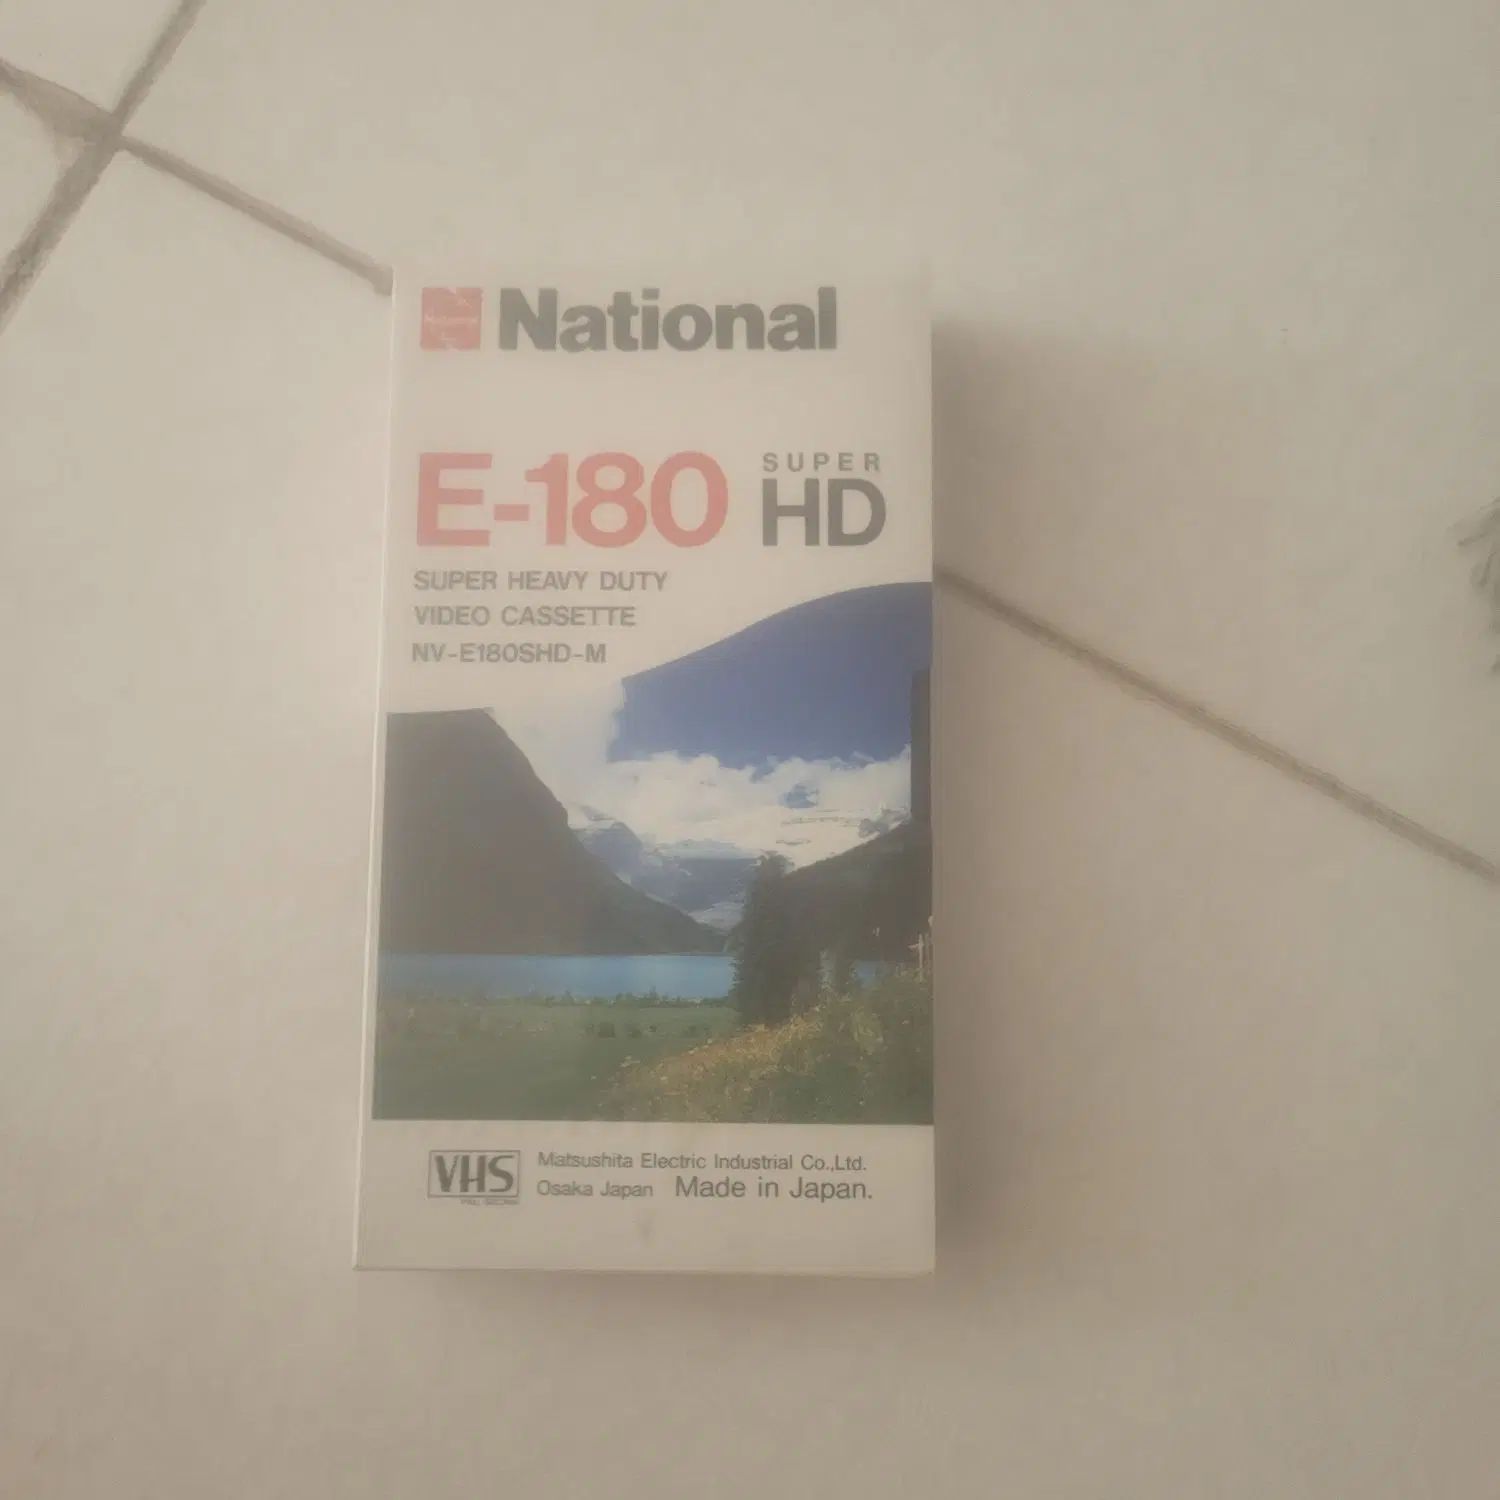 National
E-180 SUPER HD
SUPER HEAVY DUTY
VIDEO CASSETTE
NV-E180SHD-M
VHS
Matsushita Electric Industrial Co.,Ltd.
Osaka Japan Made in Japan.